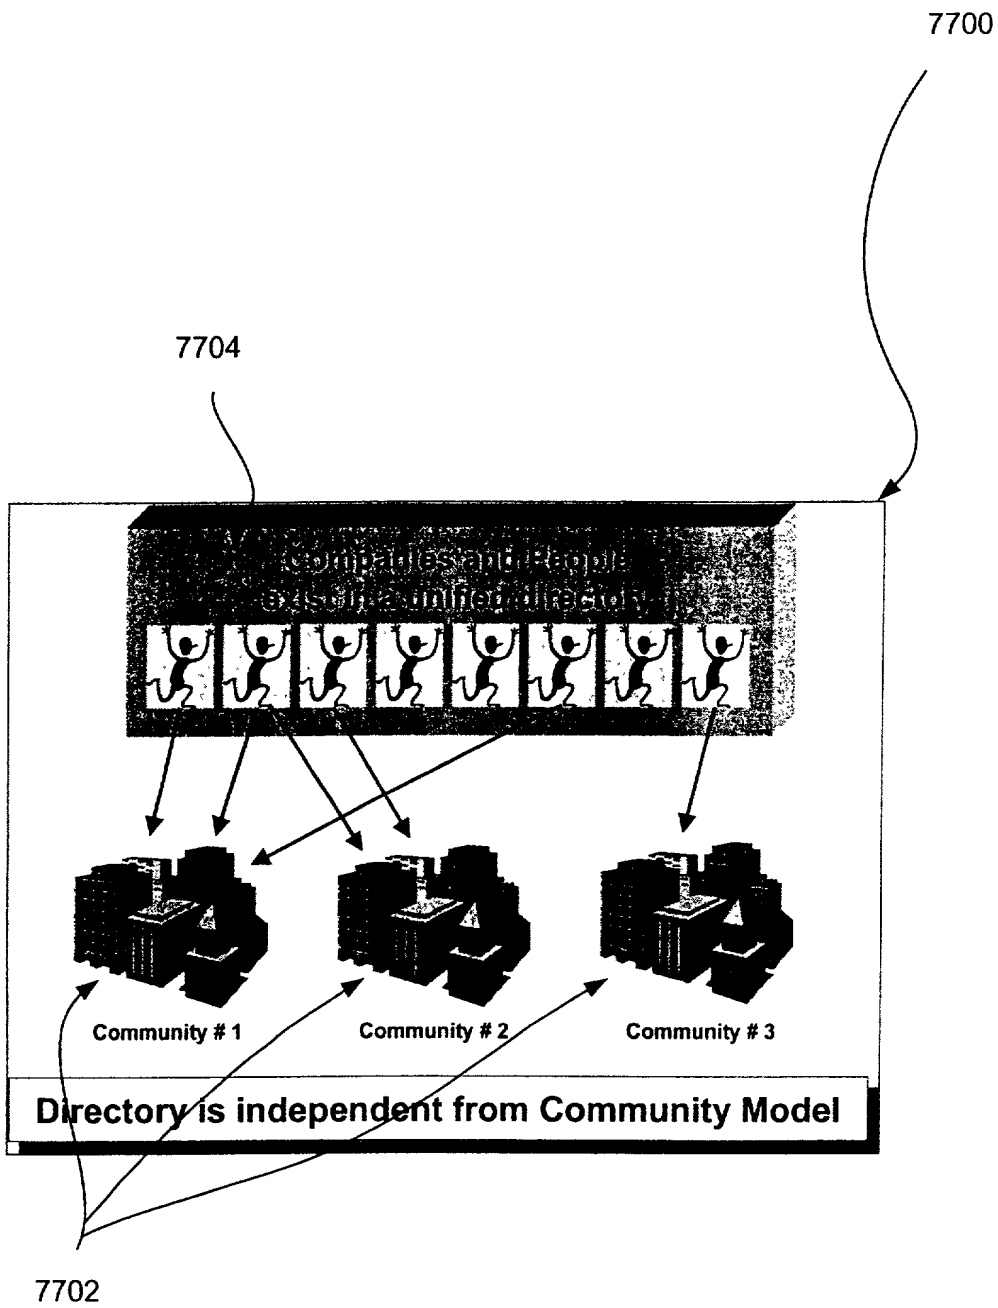 7700
7704
Companies and People
exist in a unified directory
Community # 1
Community # 2
Community # 3
Directory is independent from Community Model
7702